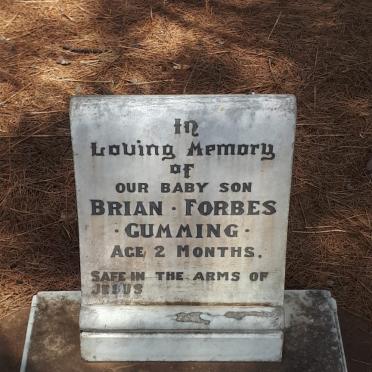 In
Loving Memory
of
OUR BABY SON
BRIAN · FORBES
· CUMMING ·
AGE 2 MONTHS.
SAFE IN THE ARMS OF
JESUS